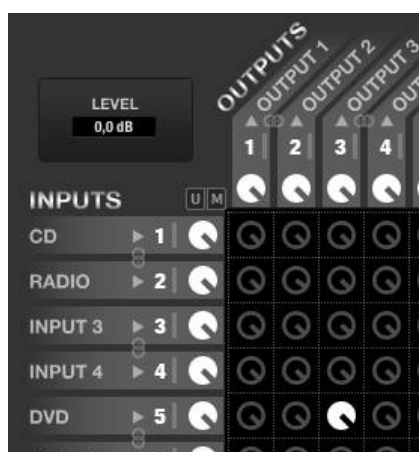 OUTPUTS
OUTPUT 1
OUTPUT 2
OUTPUT 3
LEVEL
0,0 dB
1 2 3 4
INPUTS U M
CD 1
RADIO 2
INPUT 3 3
INPUT 4 4
DVD 5